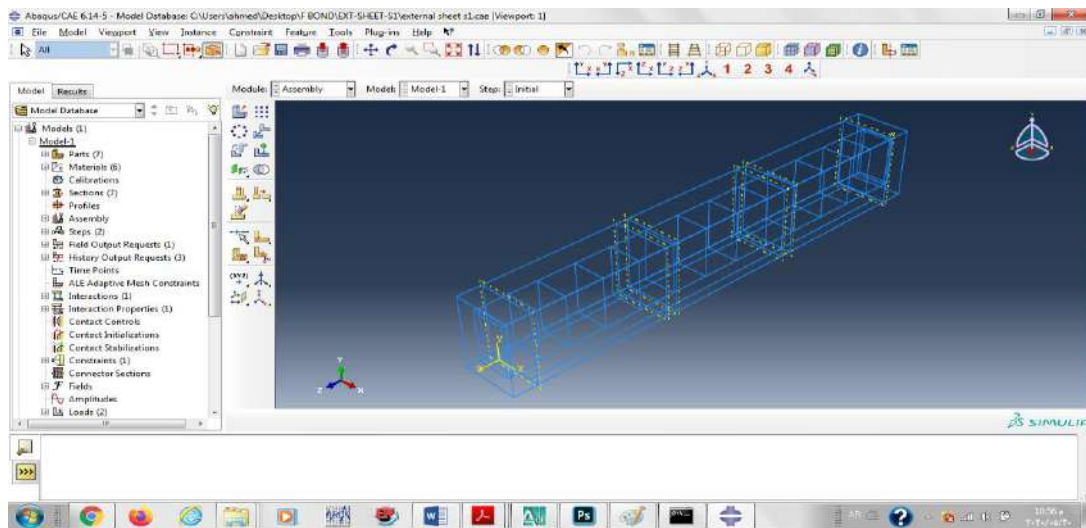 Abaqus/CAE 6.14-5 - Model Database: C:\Users\ahmed\Desktop\F BOND\EXT-SHEET-S1\external sheet s1.cae [Viewport: 1]
File Model Viewport View Instance Constraint Feature Tools Plug-ins Help
All
1 2 3 4
Model Results
Module: Assembly Model: Model-1 Step: Initial
Model Database
Models (1)
Model-1
Parts (7)
Materials (6)
Calibrations
Sections (7)
Profiles
Assembly
Steps (2)
Field Output Requests (1)
History Output Requests (3)
Time Points
ALE Adaptive Mesh Constraints
Interactions (1)
Interaction Properties (1)
Contact Controls
Contact Initializations
Contact Stabilizations
Constraints (1)
Connector Sections
Fields
Amplitudes
Loads (2)
(XYZ)
Y
Z X
SIMULIA
>>>
W
Ps
AR